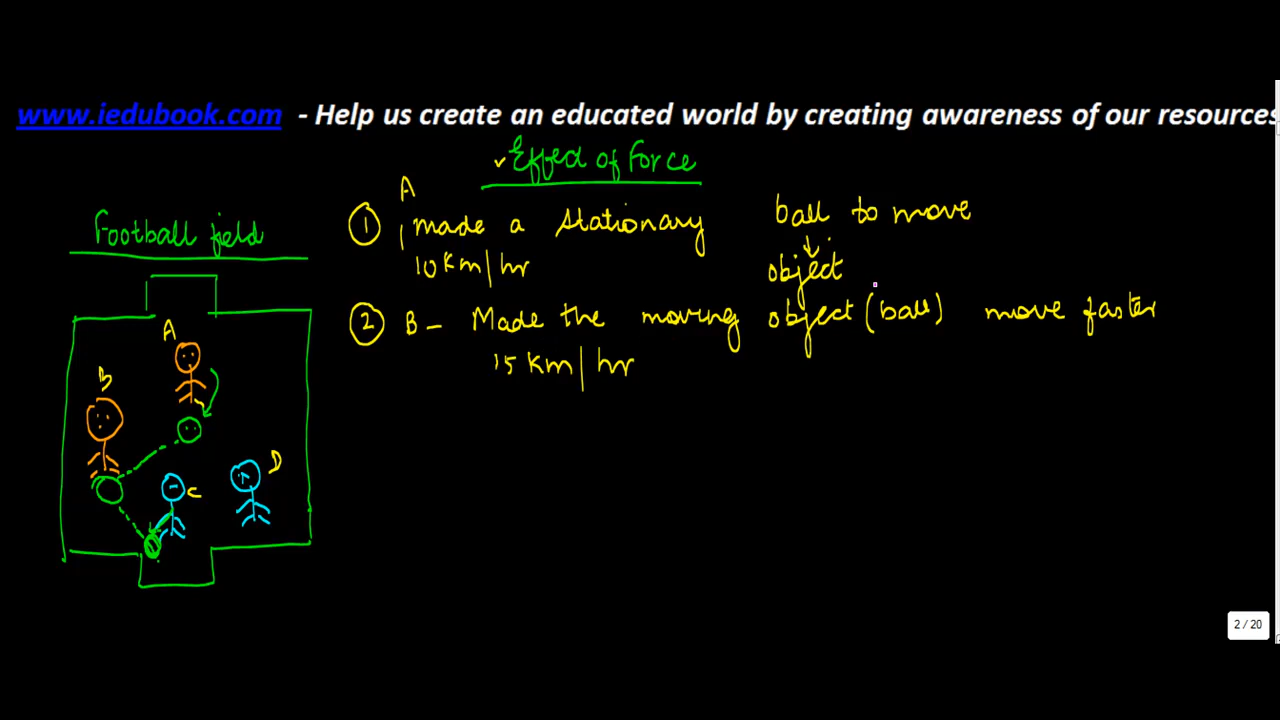 www.iedubook.com - Help us create an educated world by creating awareness of our resources
Effect of Force
Football field
A
① made a stationary ball to move
10 Km/hr object
② B - Made the moving object (ball) move faster
15 Km/hr
A
B
C
D
2 / 20